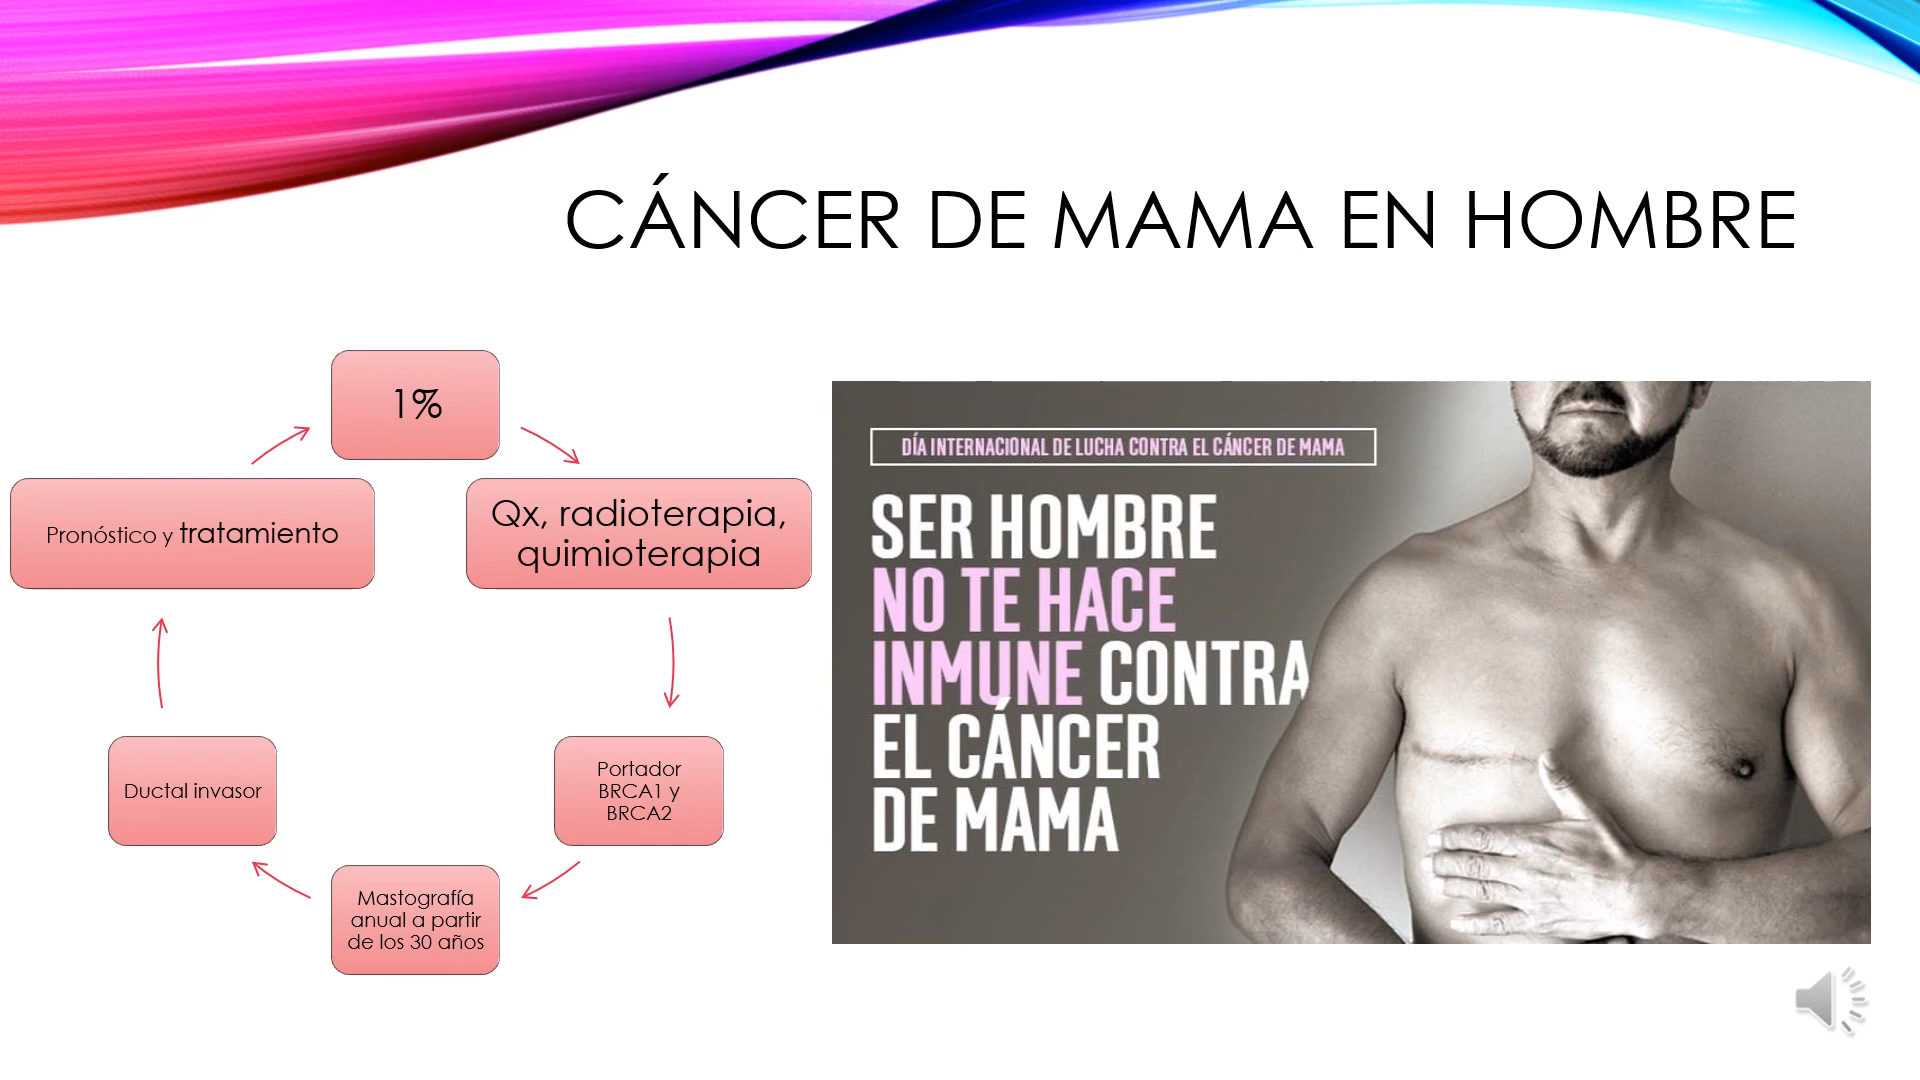 CÁNCER DE MAMA EN HOMBRE
1%
Qx, radioterapia,
quimioterapia
Portador
BRCA1 y
BRCA2
Mastografía
anual a partir
de los 30 años
Ductal invasor
Pronóstico y tratamiento
DÍA INTERNACIONAL DE LUCHA CONTRA EL CÁNCER DE MAMA
SER HOMBRE
NO TE HACE
INMUNE CONTRA
EL CÁNCER
DE MAMA